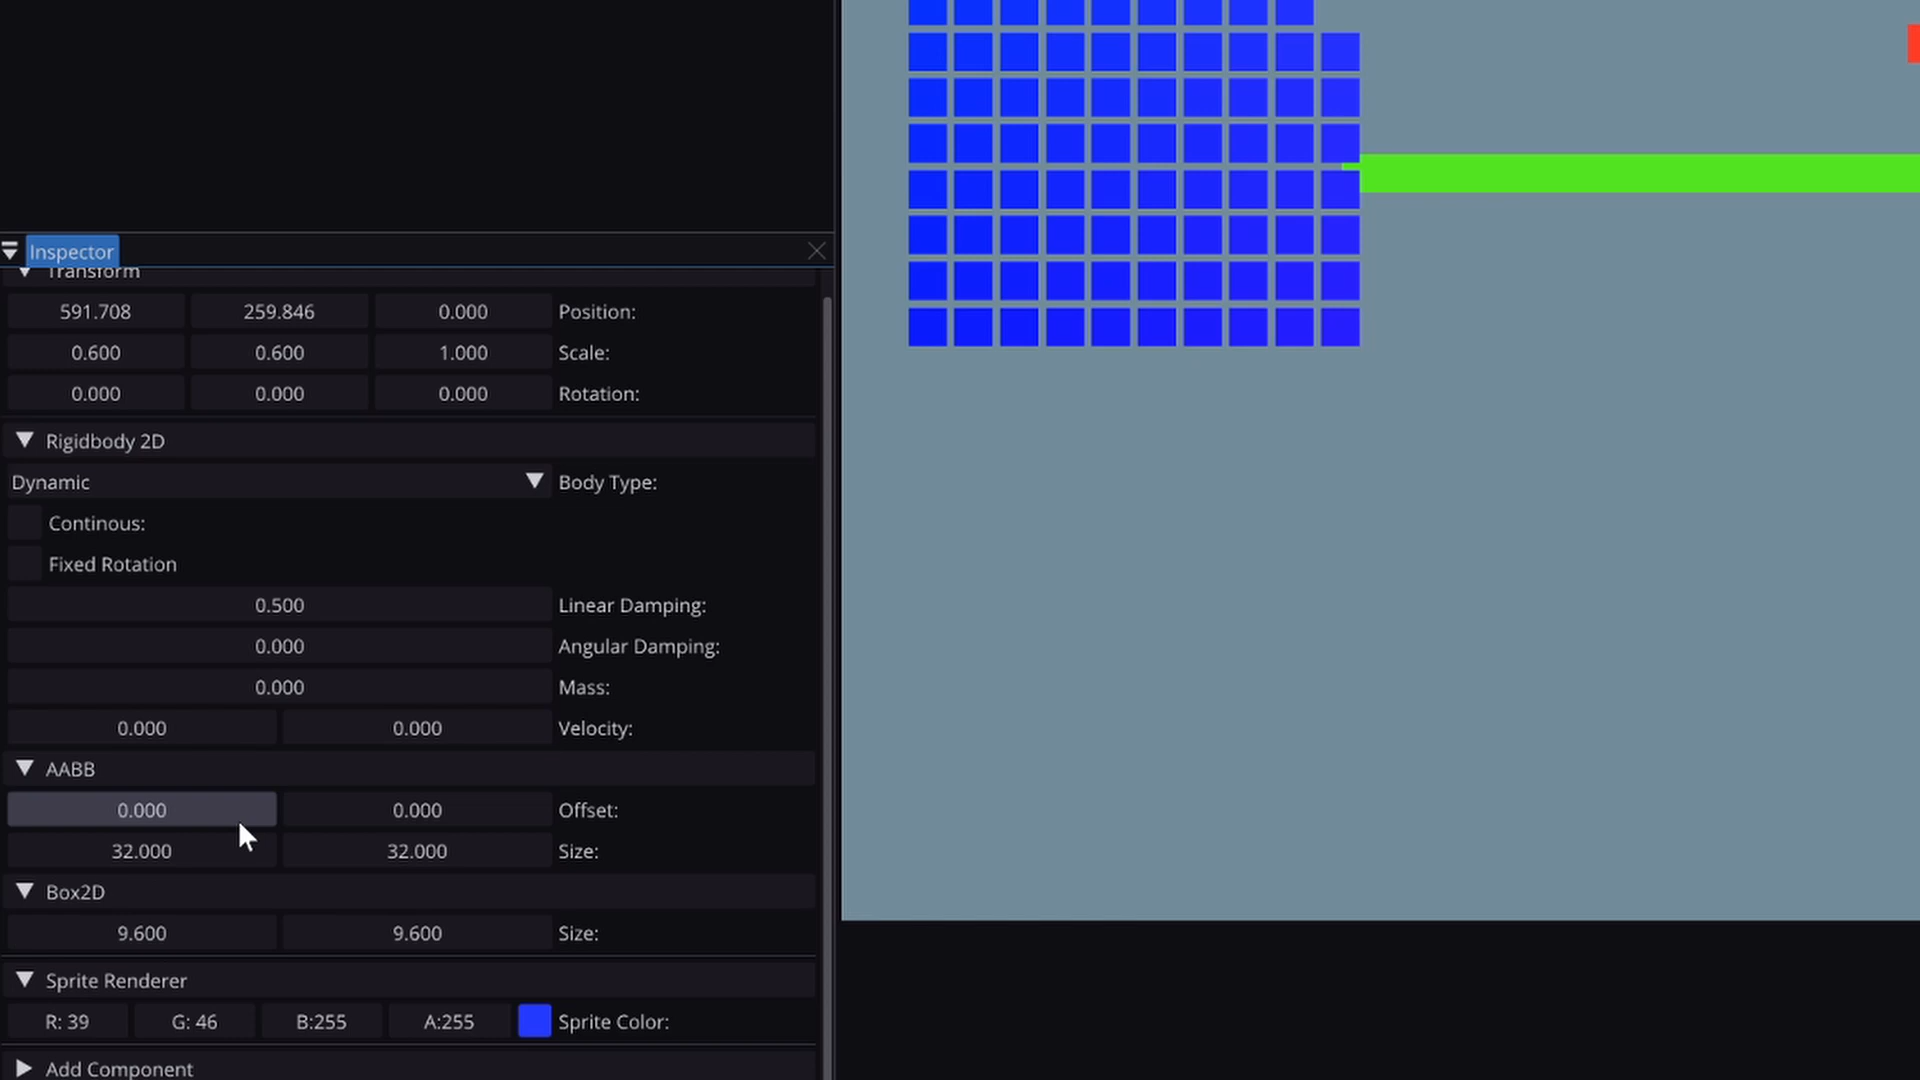 Inspector
Transform
591.708 259.846 0.000 Position:
0.600 0.600 1.000 Scale:
0.000 0.000 0.000 Rotation:
Rigidbody 2D
Dynamic Body Type:
Continous:
Fixed Rotation
0.500 Linear Damping:
0.000 Angular Damping:
0.000 Mass:
0.000 0.000 Velocity:
AABB
0.000 0.000 Offset:
32.000 32.000 Size:
Box2D
9.600 9.600 Size:
Sprite Renderer
R: 39 G: 46 B:255 A:255 Sprite Color:
Add Component